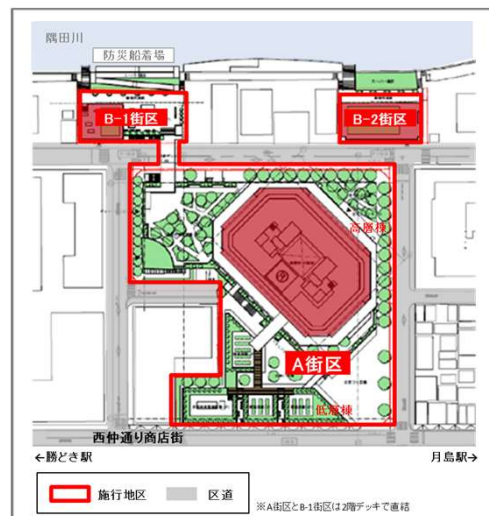 隅田川
防災船着場
B-1街区
B-2街区
高層棟
A街区
低層棟
西仲通り商店街
←勝どき駅
月島駅→
施行地区
区道
※A街区とB-1街区は2階デッキで直結